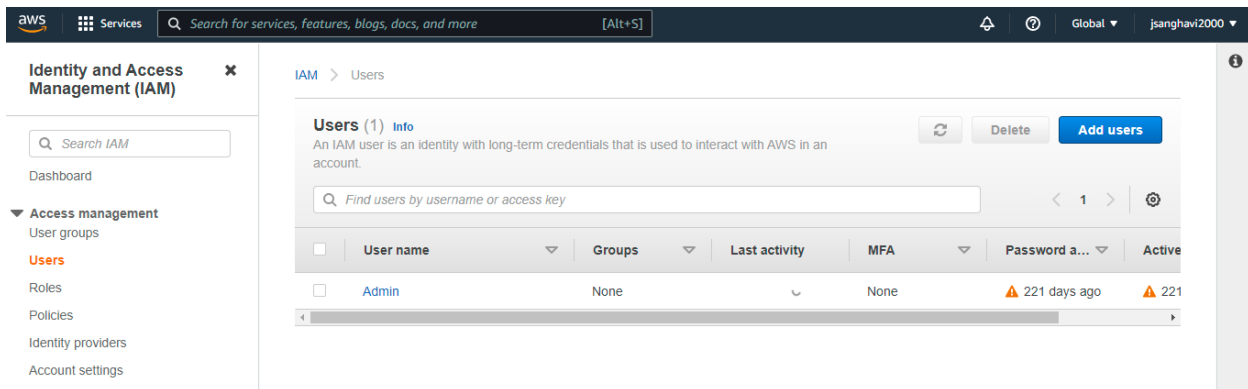 aws
Services
Search for services, features, blogs, docs, and more
[Alt+S]
Global
jsanghavi2000
Identity and Access
Management (IAM)
Search IAM
Dashboard
Access management
User groups
Users
Roles
Policies
Identity providers
Account settings
IAM > Users
Users (1) Info
An IAM user is an identity with long-term credentials that is used to interact with AWS in an
account.
Delete
Add users
Find users by username or access key
< 1 >
User name Groups Last activity MFA Password a... Active
Admin None None 221 days ago 221